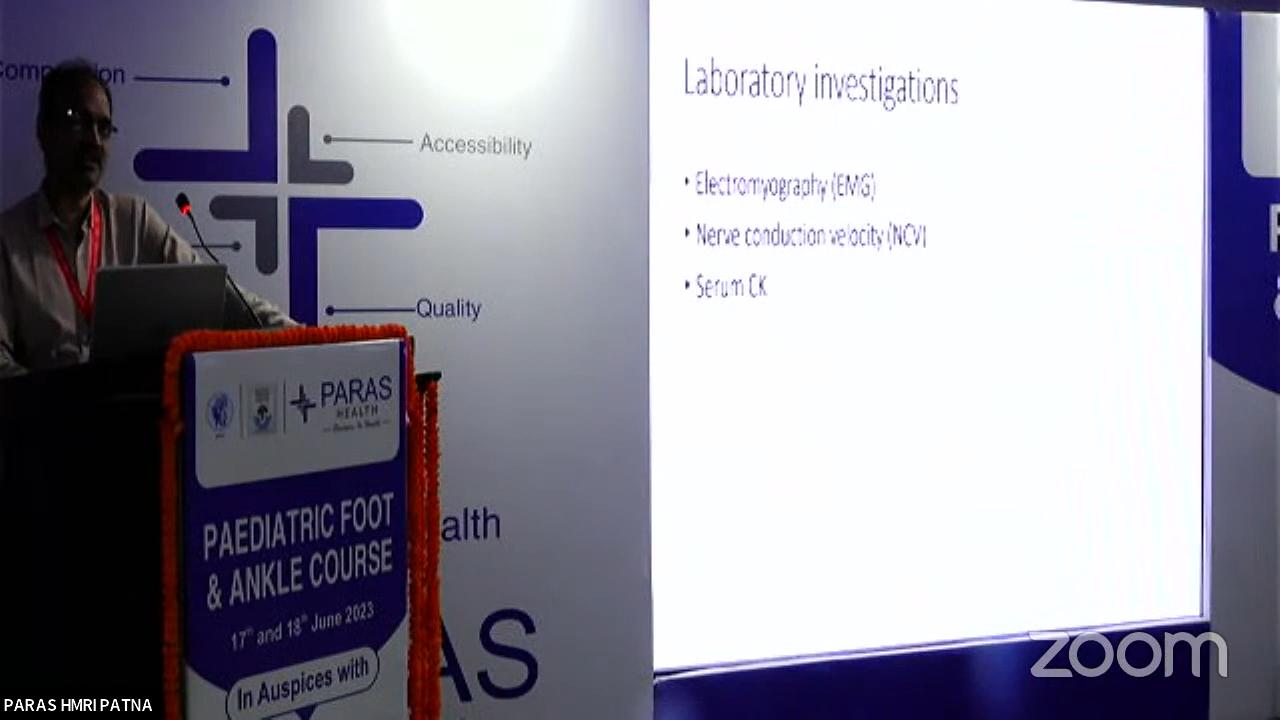 Accessibility
Quality
alth
AS
PARAS
HEALTH
PAEDIATRIC FOOT
& ANKLE COURSE
17th and 18th June 2023
In Auspices with
Laboratory investigations
• Electromyography (EMG)
• Nerve conduction velocity (NCV)
• Serum CK
zoom
PARAS HMRI PATNA